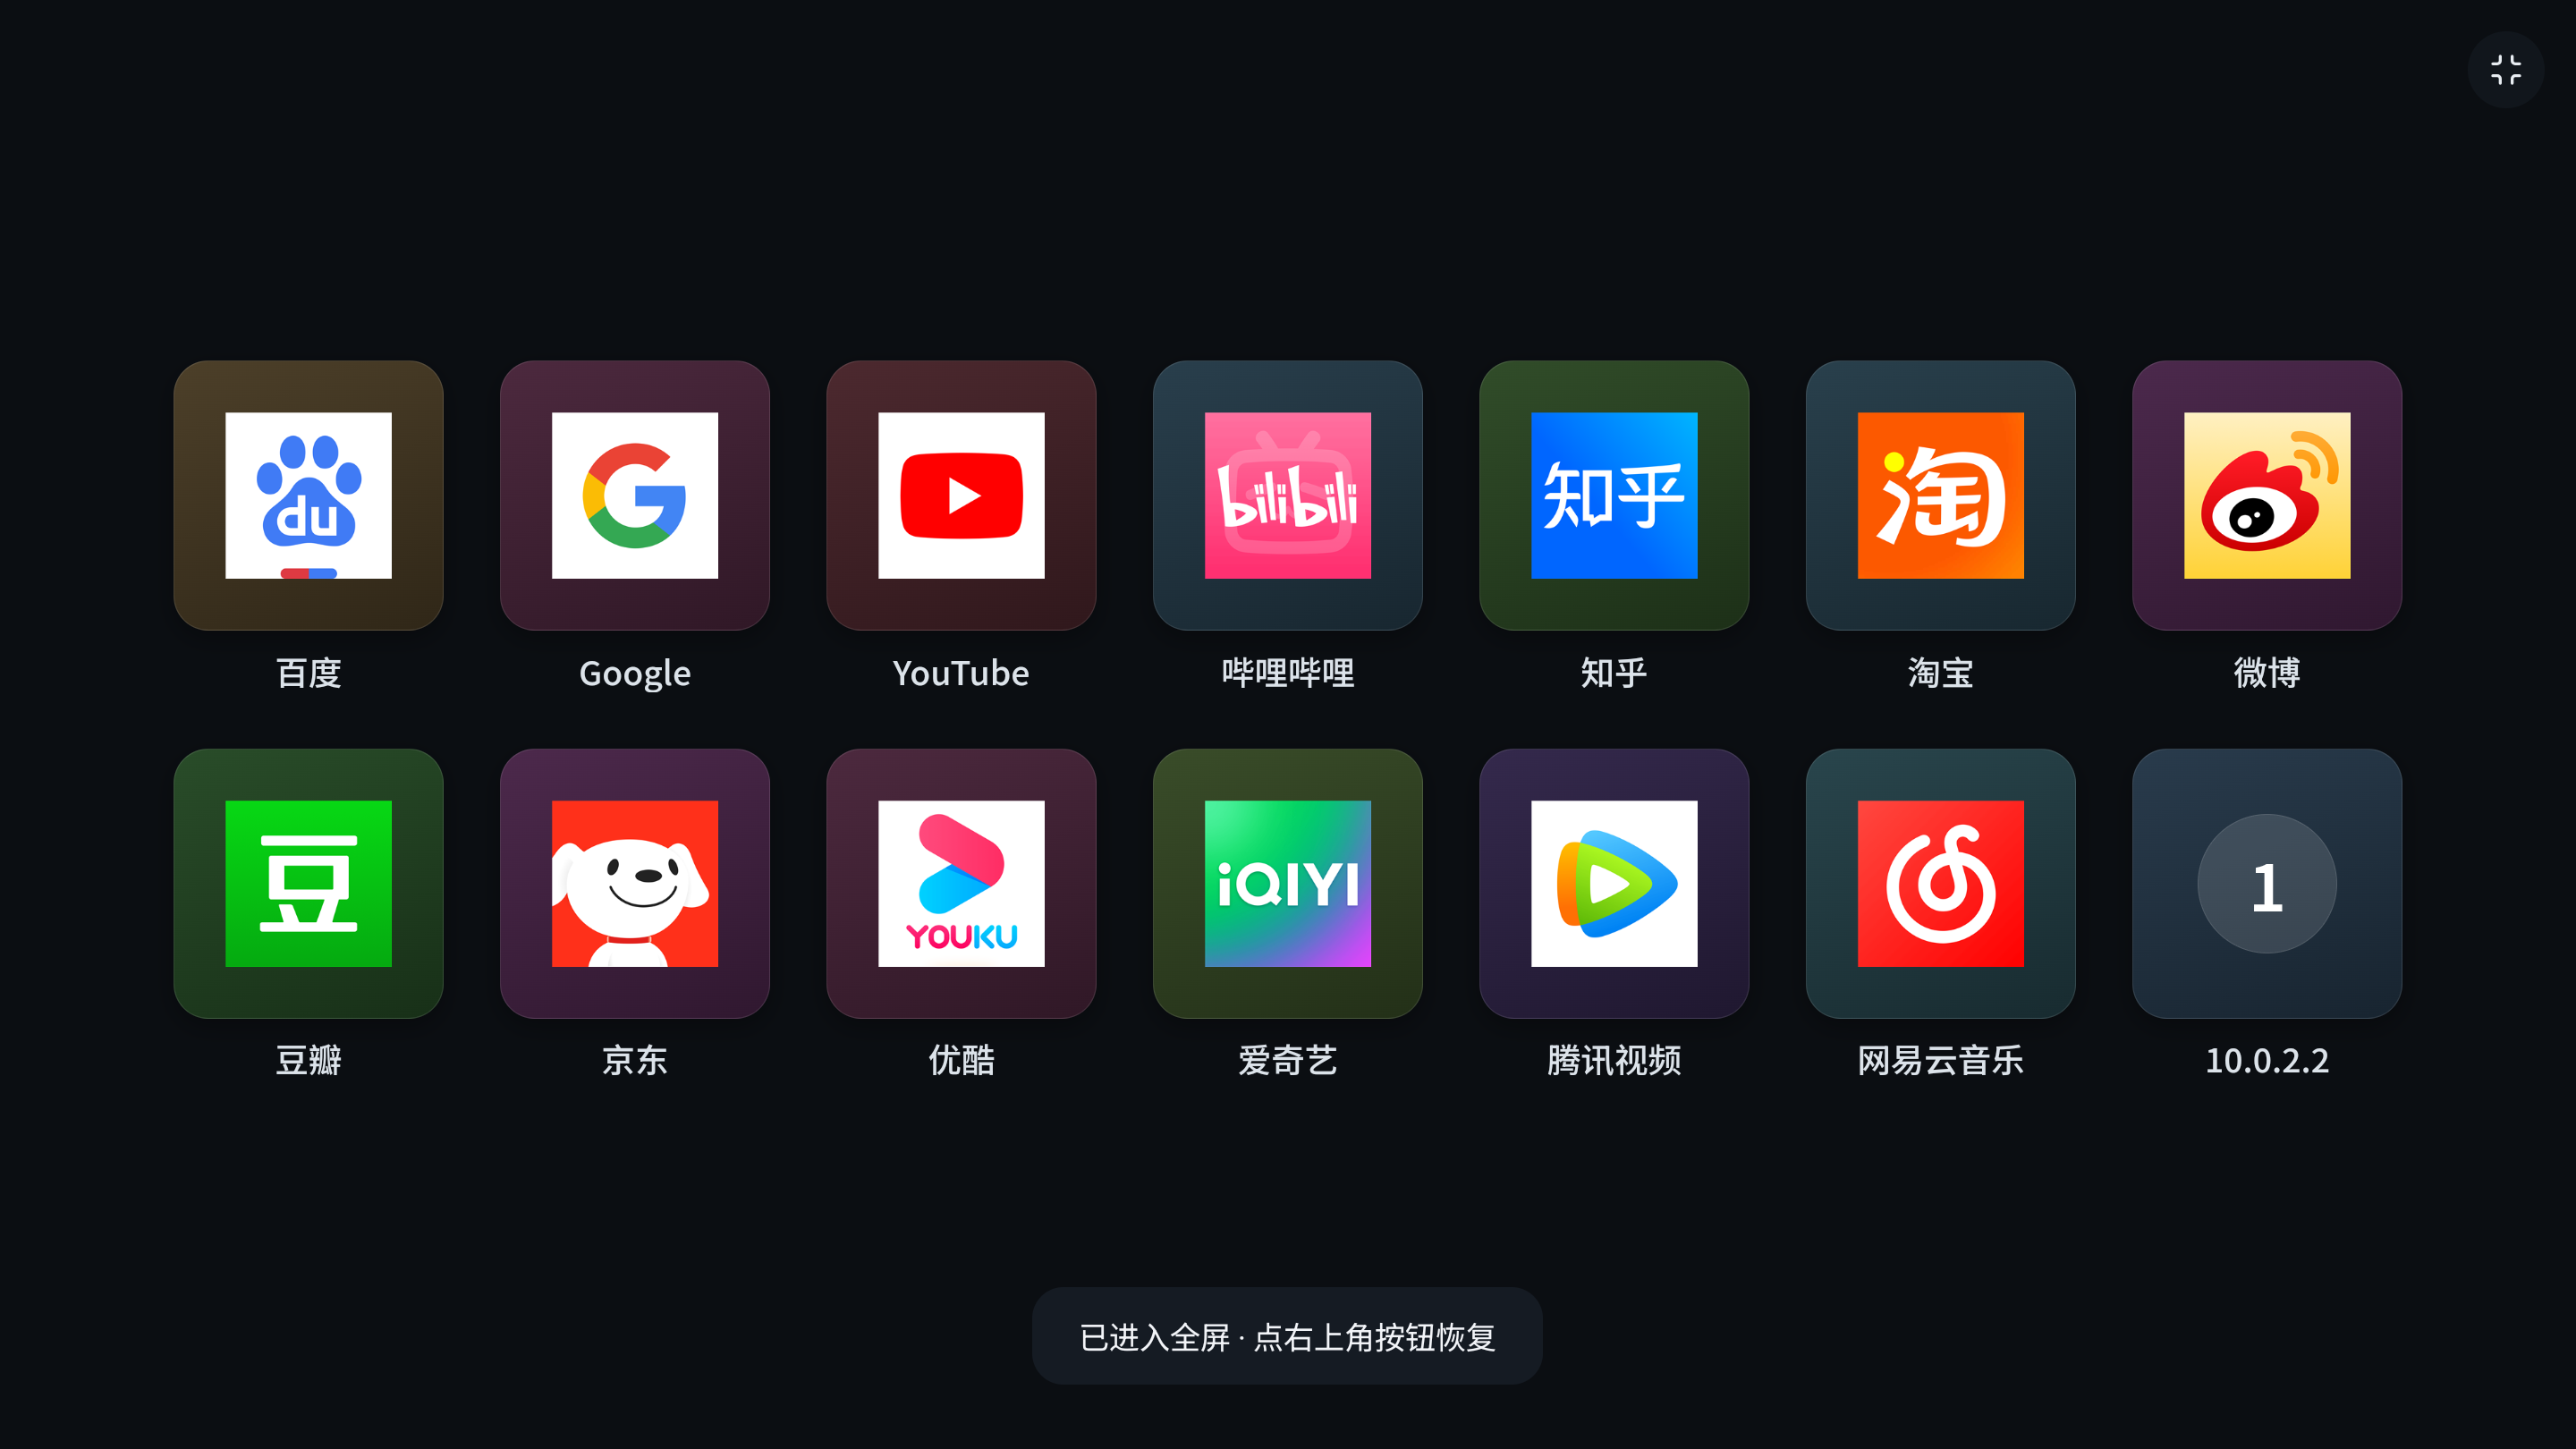 du
bilibili
知乎
淘
百度
Google
YouTube
哔哩哔哩
知乎
淘宝
微博
豆
YOUKU
iQIYI
1
豆瓣
京东
优酷
爱奇艺
腾讯视频
网易云音乐
10.0.2.2
已进入全屏 · 点右上角按钮恢复